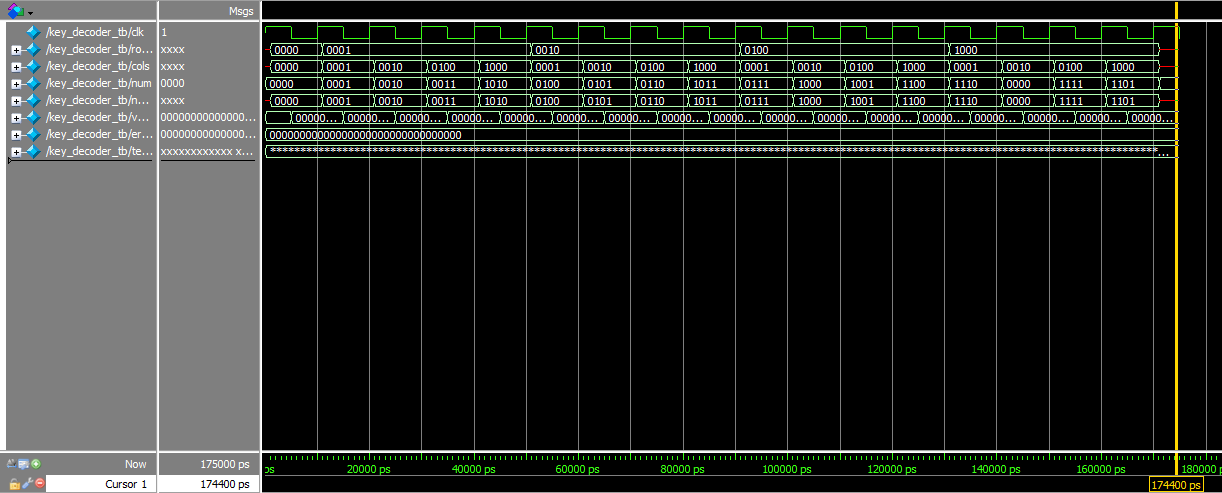 Msgs
/key_decoder_tb/clk 1
/key_decoder_tb/ro... xxxx 0000 0001 0010 0100 1000
/key_decoder_tb/cols xxxx 0000 0001 0010 0100 1000 0001 0010 0100 1000 0001 0010 0100 1000 0001 0010 0100 1000
/key_decoder_tb/num 0000 0000 0001 0010 0011 1010 0100 0101 0110 1011 0111 1000 1001 1100 1110 0000 1111 1101
/key_decoder_tb/n... xxxx 0000 0001 0010 0011 1010 0100 0101 0110 1011 0111 1000 1001 1100 1110 0000 1111 1101
/key_decoder_tb/v... 00000000000000... 00000... 00000... 00000... 00000... 00000... 00000... 00000... 00000... 00000... 00000... 00000... 00000... 00000... 00000... 00000... 00000... 00000...
/key_decoder_tb/er... 00000000000000... 00000000000000000000000000000000
/key_decoder_tb/te... xxxxxxxxxxxx x...
Now 175000 ps ps 20000 ps 40000 ps 60000 ps 80000 ps 100000 ps 120000 ps 140000 ps 160000 ps 180000 ps
Cursor 1 174400 ps 174400 ps